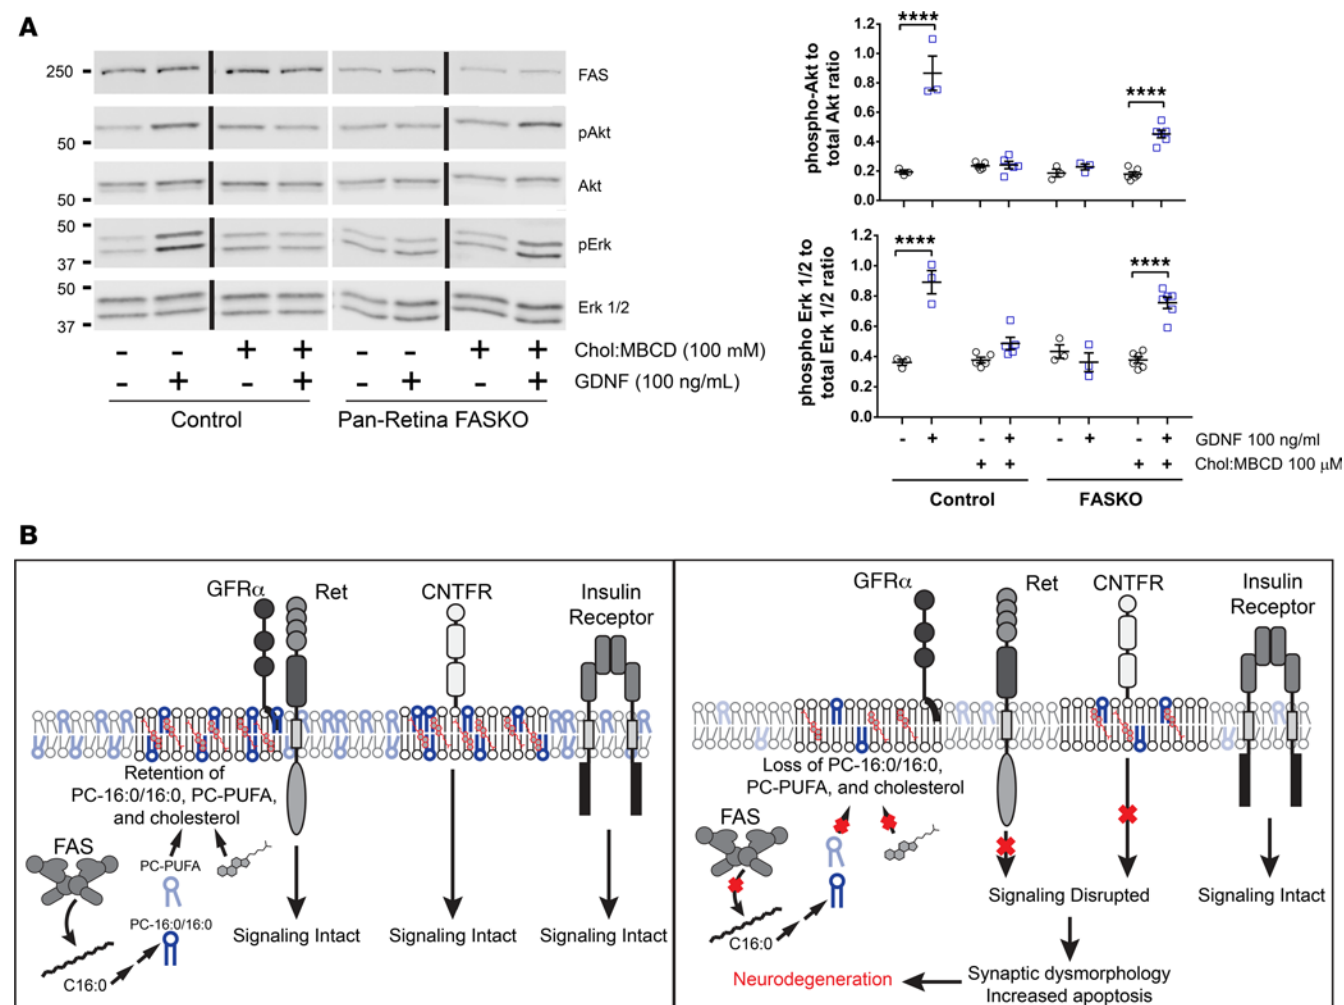 A
250
50
50
50
37
50
37
FAS
pAkt
Akt
pErk
Erk 1/2
- - + + - - + + Chol:MBCD (100 mM)
- + - + - + - + GDNF (100 ng/mL)
Control Pan-Retina FASKO
phospho-Akt to
total Akt ratio
1.2
1.0
0.8
0.6
0.4
0.2
0.0
****
****
phospho Erk 1/2 to
total Erk 1/2 ratio
1.2
1.0
0.8
0.6
0.4
0.2
0.0
****
****
- + - + - + - + GDNF 100 ng/ml
+ + + + Chol:MBCD 100 µM
Control FASKO
B
GFRα
Ret
CNTFR
Insulin
Receptor
Retention of
PC-16:0/16:0, PC-PUFA,
and cholesterol
FAS
PC-PUFA
PC-16:0/16:0
C16:0
Signaling Intact
Signaling Intact
Signaling Intact
GFRα
Ret
CNTFR
Insulin
Receptor
Loss of PC-16:0/16:0,
PC-PUFA, and cholesterol
FAS
C16:0
Signaling Disrupted
Signaling Intact
Synaptic dysmorphology
Increased apoptosis
Neurodegeneration